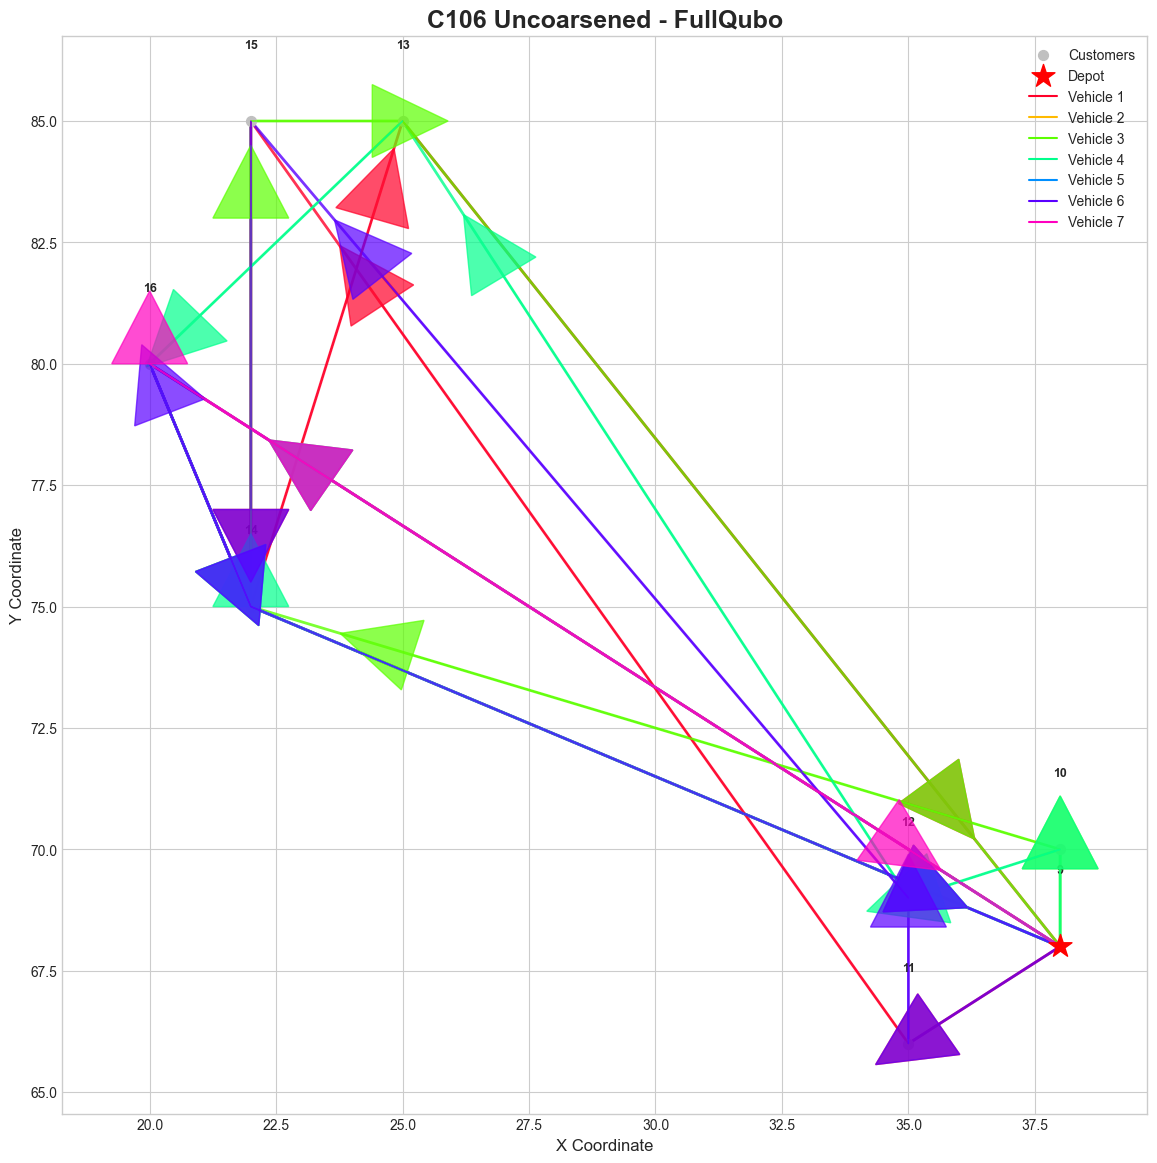 C106 Uncoarsened - FullQubo
15
13
Customers
Depot
Vehicle 1
Vehicle 2
Vehicle 3
Vehicle 4
Vehicle 5
Vehicle 6
Vehicle 7
85.0
82.5
16
80.0
77.5
14
75.0
72.5
10
12
70.0
9
67.5
11
65.0
Y Coordinate
20.0 22.5 25.0 27.5 30.0 32.5 35.0 37.5
X Coordinate